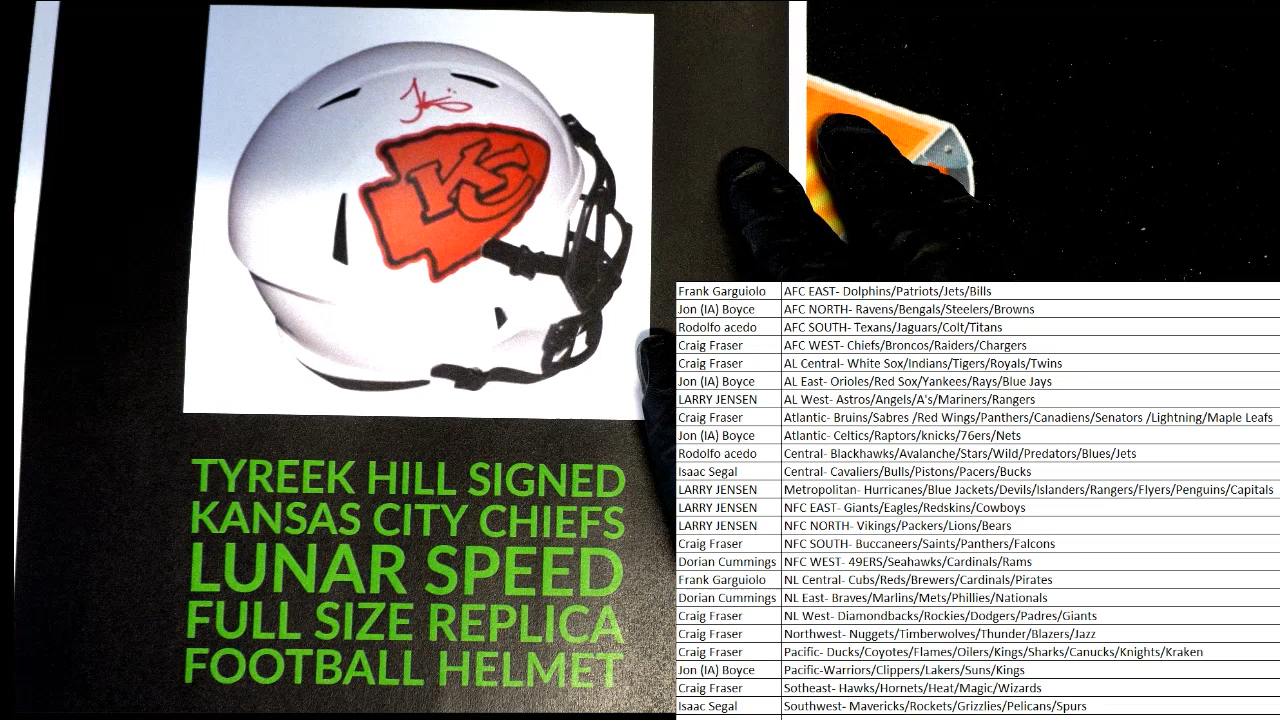 KC
TYREEK HILL SIGNED
KANSAS CITY CHIEFS
LUNAR SPEED
FULL SIZE REPLICA
FOOTBALL HELMET
Frank Garguiolo AFC EAST- Dolphins/Patriots/Jets/Bills
Jon (IA) Boyce AFC NORTH- Ravens/Bengals/Steelers/Browns
Rodolfo acedo AFC SOUTH- Texans/Jaguars/Colt/Titans
Craig Fraser AFC WEST- Chiefs/Broncos/Raiders/Chargers
Craig Fraser AL Central- White Sox/Indians/Tigers/Royals/Twins
Jon (IA) Boyce AL East- Orioles/Red Sox/Yankees/Rays/Blue Jays
LARRY JENSEN AL West- Astros/Angels/A's/Mariners/Rangers
Craig Fraser Atlantic- Bruins/Sabres /Red Wings/Panthers/Canadiens/Senators /Lightning/Maple Leafs
Jon (IA) Boyce Atlantic- Celtics/Raptors/knicks/76ers/Nets
Rodolfo acedo Central- Blackhawks/Avalanche/Stars/Wild/Predators/Blues/Jets
Isaac Segal Central- Cavaliers/Bulls/Pistons/Pacers/Bucks
LARRY JENSEN Metropolitan- Hurricanes/Blue Jackets/Devils/Islanders/Rangers/Flyers/Penguins/Capitals
LARRY JENSEN NFC EAST- Giants/Eagles/Redskins/Cowboys
LARRY JENSEN NFC NORTH- Vikings/Packers/Lions/Bears
Craig Fraser NFC SOUTH- Buccaneers/Saints/Panthers/Falcons
Dorian Cummings NFC WEST- 49ERS/Seahawks/Cardinals/Rams
Frank Garguiolo NL Central- Cubs/Reds/Brewers/Cardinals/Pirates
Dorian Cummings NL East- Braves/Marlins/Mets/Phillies/Nationals
Craig Fraser NL West- Diamondbacks/Rockies/Dodgers/Padres/Giants
Craig Fraser Northwest- Nuggets/Timberwolves/Thunder/Blazers/Jazz
Craig Fraser Pacific- Ducks/Coyotes/Flames/Oilers/Kings/Sharks/Canucks/Knights/Kraken
Jon (IA) Boyce Pacific-Warriors/Clippers/Lakers/Suns/Kings
Craig Fraser Sotheast- Hawks/Hornets/Heat/Magic/Wizards
Isaac Segal Southwest- Mavericks/Rockets/Grizzlies/Pelicans/Spurs